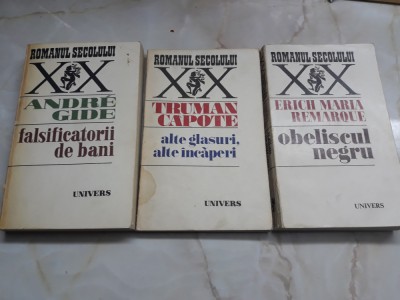 ROMANUL SECOLULUI
XX
ANDRÉ
GIDE
falsificatorii
de bani
UNIVERS
ROMANUL SECOLULUI
XX
TRUMAN
CAPOTE
alte glasuri,
alte încăperi
UNIVERS
ROMANUL SECOLULUI
XX
ERICH MARIA
REMARQUE
obeliscul
negru
UNIVERS